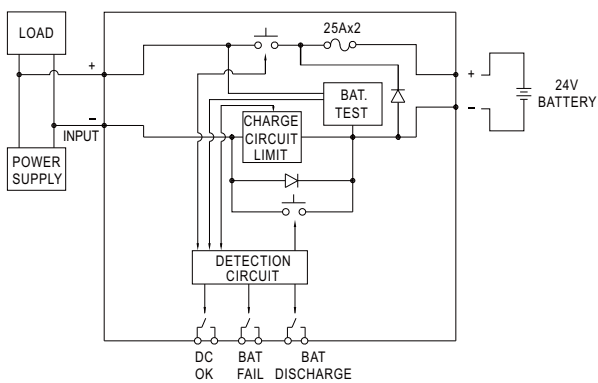 LOAD
25Ax2
+
+
24V
BATTERY
BAT.
TEST
CHARGE
CIRCUIT
LIMIT
−
−
INPUT
POWER
SUPPLY
DETECTION
CIRCUIT
DC
OK
BAT
FAIL
BAT
DISCHARGE